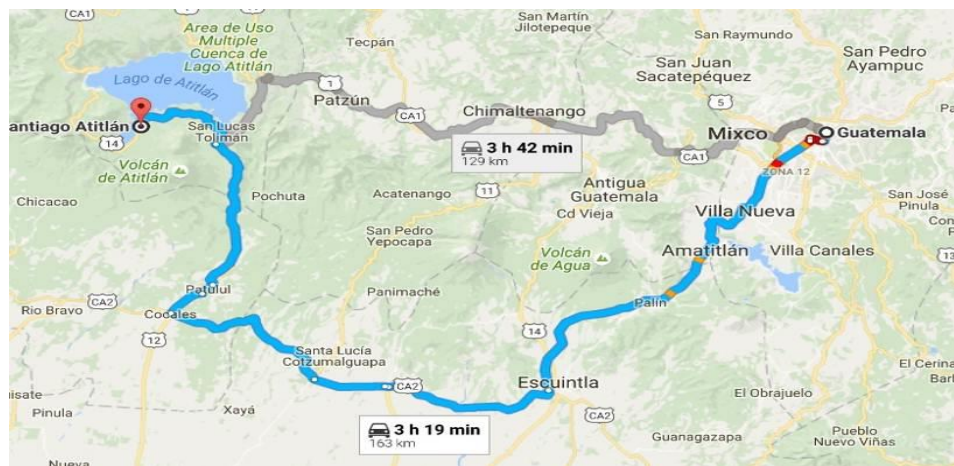 San Martín
Jilotepeque
San Raymundo
San Pedro
Ayampuc
Area de Uso
Multiple
Cuenca de
Lago Atitlán
Tecpán
San Juan
Sacatepéquez
Lago de Atitlán
1
Patzún
CA1
Chimaltenango
5
Mixco
Guatemala
antiago Atitlán
San Lucas
Tolimán
14
3 h 42 min
129 km
CA1
ZONA 12
Volcán
de Atitlán
Chicacao
Pochuta
Acatenango
11
Antigua
Guatemala
Cd Vieja
San José
Pinula
Villa Nueva
San Pedro
Yepocapa
Volcán
de Agua
Amatitlán
Villa Canales
13
CA2
Rio Bravo
Patulul
Cocales
12
Panimaché
Palín
14
Santa Lucía
Cotzumalguapa
CA2
Escuintla
El Cerina
Barl
El Obrajuelo
uisate
Pinula
Xayá
CA2
3 h 19 min
163 km
Guanagazapa
Pueblo
Nuevo Viñas
Nueva